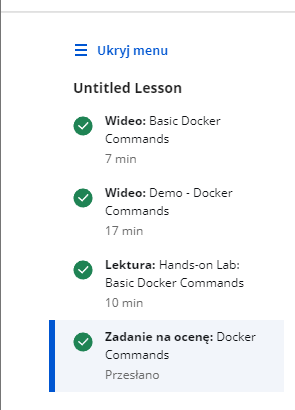 Ukryj menu
Untitled Lesson
Wideo: Basic Docker
Commands
7 min
Wideo: Demo - Docker
Commands
17 min
Lektura: Hands-on Lab:
Basic Docker Commands
10 min
Zadanie na ocenę: Docker
Commands
Przesłano